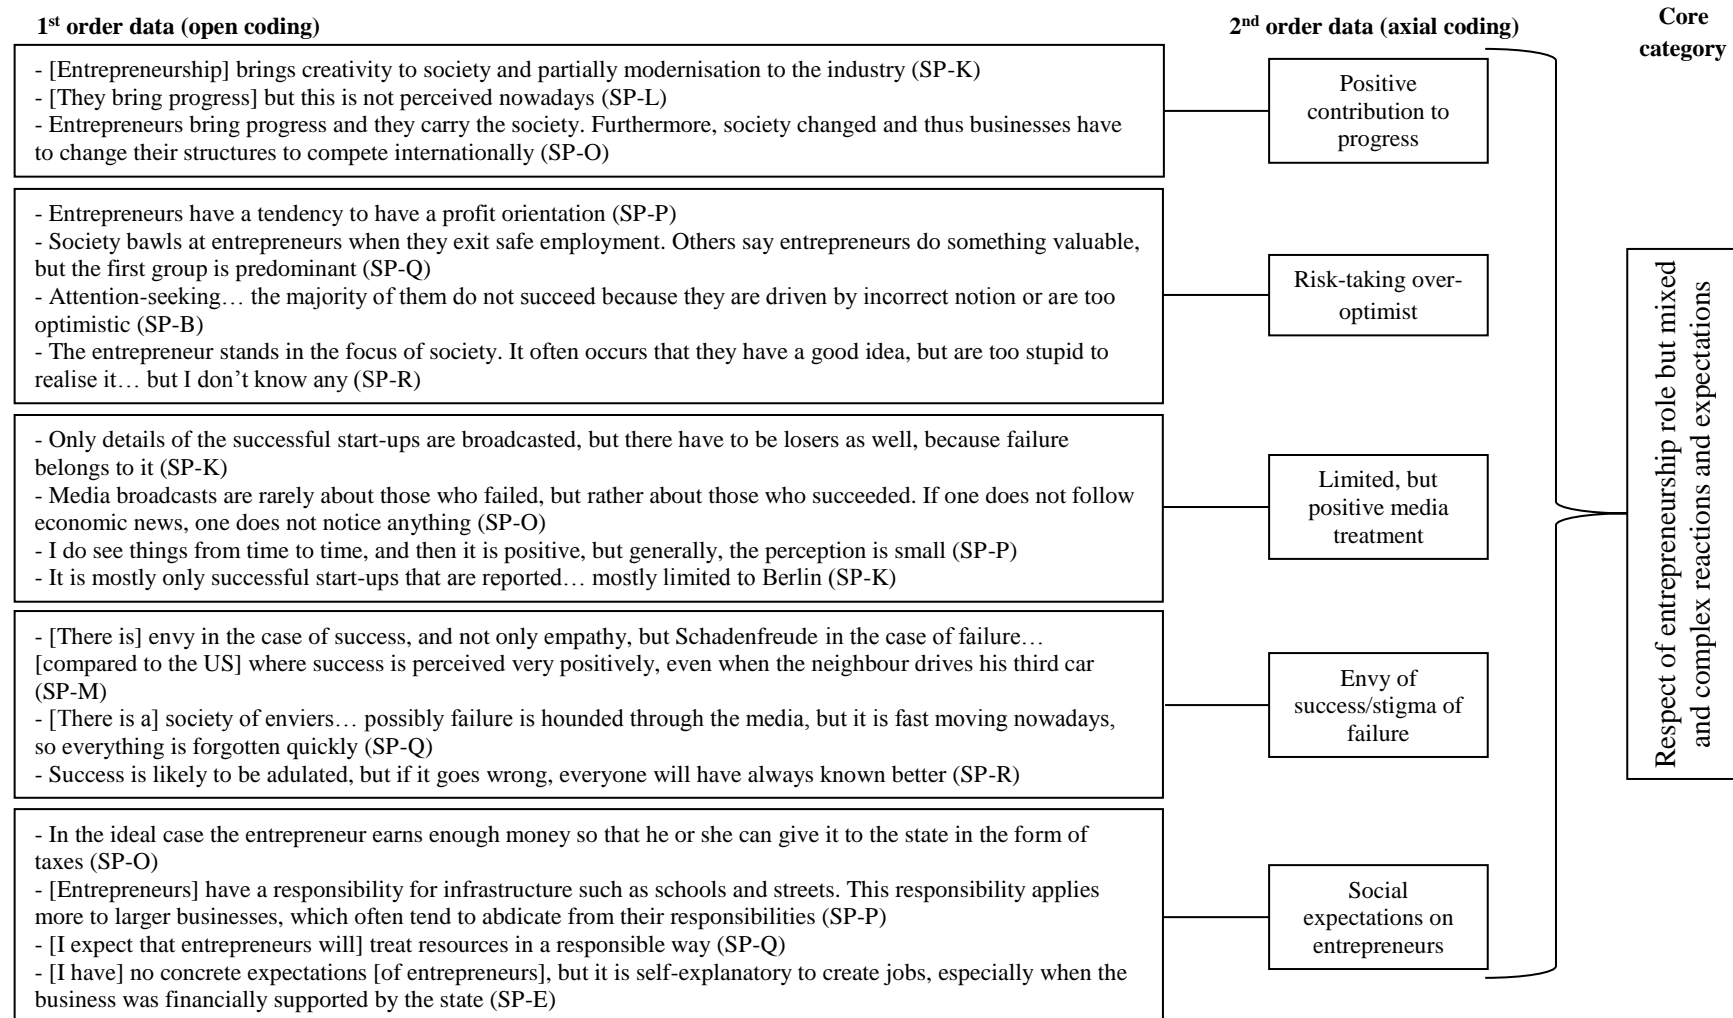 1st order data (open coding)
2nd order data (axial coding)
Core
category
- [Entrepreneurship] brings creativity to society and partially modernisation to the industry (SP-K)
- [They bring progress] but this is not perceived nowadays (SP-L)
- Entrepreneurs bring progress and they carry the society. Furthermore, society changed and thus businesses have
to change their structures to compete internationally (SP-O)
Positive
contribution to
progress
- Entrepreneurs have a tendency to have a profit orientation (SP-P)
- Society bawls at entrepreneurs when they exit safe employment. Others say entrepreneurs do something valuable,
but the first group is predominant (SP-Q)
- Attention-seeking… the majority of them do not succeed because they are driven by incorrect notion or are too
optimistic (SP-B)
- The entrepreneur stands in the focus of society. It often occurs that they have a good idea, but are too stupid to
realise it… but I don’t know any (SP-R)
Risk-taking over-
optimist
- Only details of the successful start-ups are broadcasted, but there have to be losers as well, because failure
belongs to it (SP-K)
- Media broadcasts are rarely about those who failed, but rather about those who succeeded. If one does not follow
economic news, one does not notice anything (SP-O)
- I do see things from time to time, and then it is positive, but generally, the perception is small (SP-P)
- It is mostly only successful start-ups that are reported… mostly limited to Berlin (SP-K)
Limited, but
positive media
treatment
- [There is] envy in the case of success, and not only empathy, but Schadenfreude in the case of failure…
[compared to the US] where success is perceived very positively, even when the neighbour drives his third car
(SP-M)
- [There is a] society of enviers… possibly failure is hounded through the media, but it is fast moving nowadays,
so everything is forgotten quickly (SP-Q)
- Success is likely to be adulated, but if it goes wrong, everyone will have always known better (SP-R)
Envy of
success/stigma of
failure
- In the ideal case the entrepreneur earns enough money so that he or she can give it to the state in the form of
taxes (SP-O)
- [Entrepreneurs] have a responsibility for infrastructure such as schools and streets. This responsibility applies
more to larger businesses, which often tend to abdicate from their responsibilities (SP-P)
- [I expect that entrepreneurs will] treat resources in a responsible way (SP-Q)
- [I have] no concrete expectations [of entrepreneurs], but it is self-explanatory to create jobs, especially when the
business was financially supported by the state (SP-E)
Social
expectations on
entrepreneurs
Respect of entrepreneurship role but mixed
and complex reactions and expectations